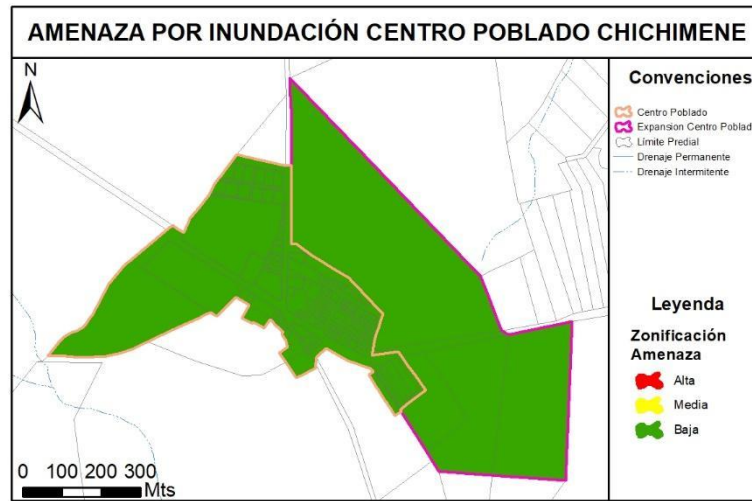 AMENAZA POR INUNDACIÓN CENTRO POBLADO CHICHIMENE
N
Convenciones
Centro Poblado
Expansion Centro Poblad
Límite Predial
Drenaje Permanente
Drenaje Intermitente
Leyenda
Zonificación
Amenaza
Alta
Media
Baja
0 100 200 300
Mts